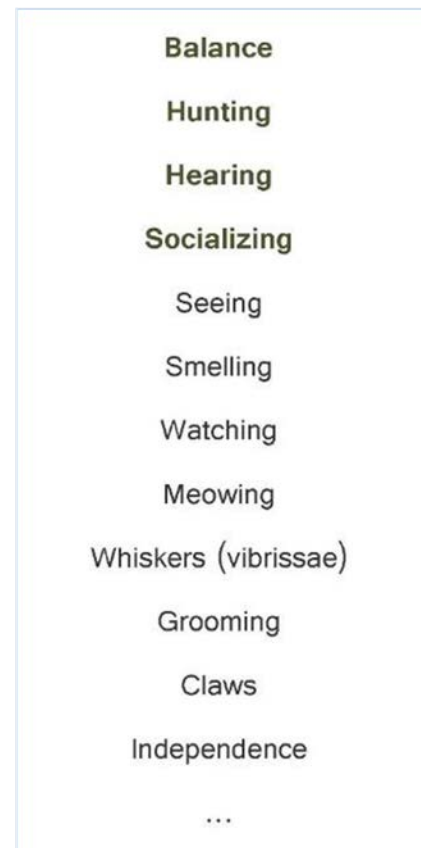 Balance
Hunting
Hearing
Socializing
Seeing
Smelling
Watching
Meowing
Whiskers (vibrissae)
Grooming
Claws
Independence
...